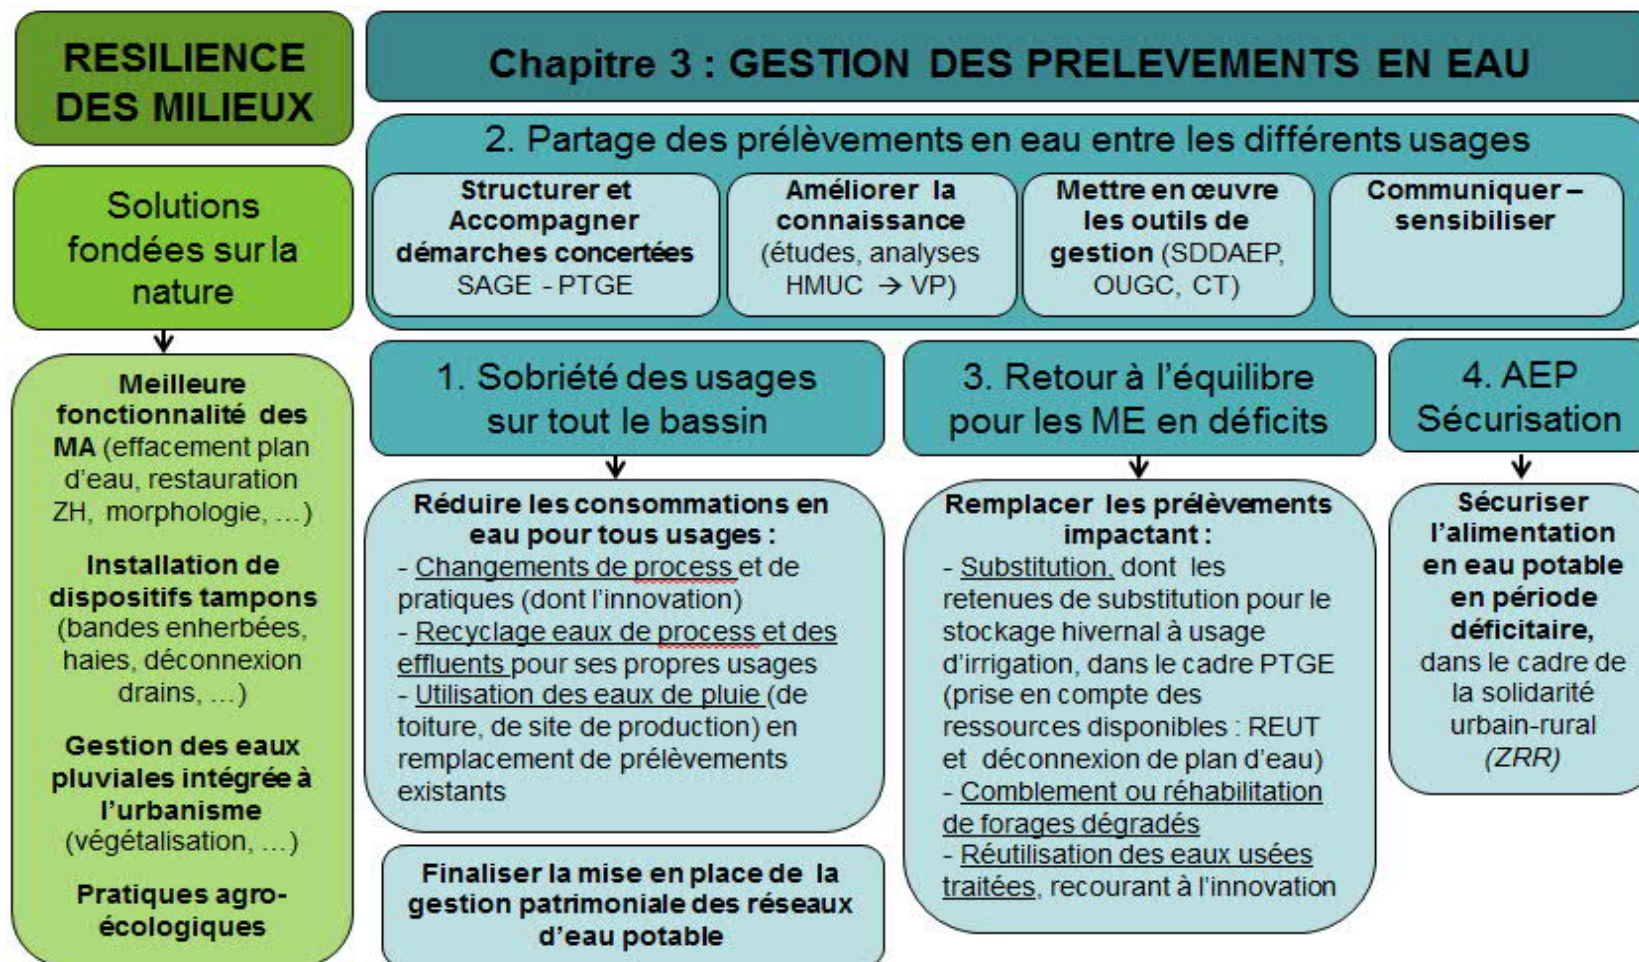 RESILIENCE
DES MILIEUX
Solutions
fondées sur la
nature
Meilleure
fonctionnalité des
MA (effacement plan
d'eau, restauration
ZH, morphologie, …)
Installation de
dispositifs tampons
(bandes enherbées,
haies, déconnexion
drains, …)
Gestion des eaux
pluviales intégrée à
l'urbanisme
(végétalisation, …)
Pratiques agro-
écologiques
Chapitre 3 : GESTION DES PRELEVEMENTS EN EAU
2. Partage des prélèvements en eau entre les différents usages
Structurer et
Accompagner
démarches concertées
SAGE - PTGE
Améliorer la
connaissance
(études, analyses
HMUC → VP)
Mettre en œuvre
les outils de
gestion (SDDAEP,
OUGC, CT)
Communiquer –
sensibiliser
1. Sobriété des usages
sur tout le bassin
Réduire les consommations en
eau pour tous usages :
- Changements de process et de
pratiques (dont l'innovation)
- Recyclage eaux de process et des
effluents pour ses propres usages
- Utilisation des eaux de pluie (de
toiture, de site de production) en
remplacement de prélèvements
existants
Finaliser la mise en place de la
gestion patrimoniale des réseaux
d'eau potable
3. Retour à l'équilibre
pour les ME en déficits
Remplacer les prélèvements
impactant :
- Substitution, dont les
retenues de substitution pour le
stockage hivernal à usage
d'irrigation, dans le cadre PTGE
(prise en compte des
ressources disponibles : REUT
et déconnexion de plan d'eau)
- Comblement ou réhabilitation
de forages dégradés
- Réutilisation des eaux usées
traitées, recourant à l'innovation
4. AEP
Sécurisation
Sécuriser
l'alimentation
en eau potable
en période
déficitaire,
dans le cadre de
la solidarité
urbain-rural
(ZRR)